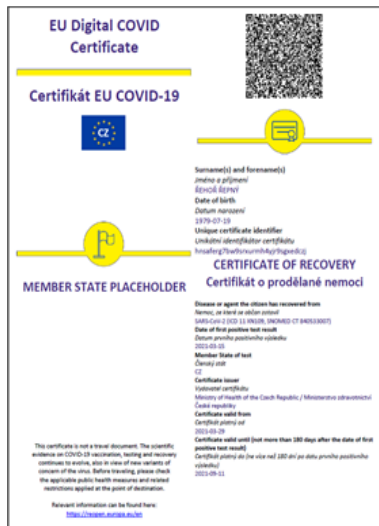 EU Digital COVID
Certificate
Certifikát EU COVID-19
CZ
MEMBER STATE PLACEHOLDER
This certificate is not a travel document. The scientific
evidence on COVID-19 vaccination, testing and recovery
continues to evolve, also in view of new variants of
concern of the virus. Before traveling, please check
the applicable public health measures and related
restrictions applied at the point of destination.
Relevant information can be found here:
https://reopen.europa.eu/en
Surname(s) and forename(s)
Jméno a příjmení
ŘEHOŘ ŘEPNÝ
Date of birth
Datum narození
1979-07-19
Unique certificate identifier
Unikátní identifikátor certifikátu
CERTIFICATE OF RECOVERY
Certifikát o prodělané nemoci
Disease or agent the citizen has recovered from
Nemoc, ze které se občan zotavil
SARS-CoV-2 (ICD 11 XN109, SNOMED CT 840533007)
Date of first positive test result
Datum prvního pozitivního výsledku
2021-03-15
Member State of test
Členský stát
CZ
Certificate issuer
Vydavatel certifikátu
Ministry of Health of the Czech Republic / Ministerstvo zdravotnictví
České republiky
Certificate valid from
Certifikát platný od
2021-03-29
Certificate valid until (not more than 180 days after the date of first
positive test result)
Certifikát platný do (ne více než 180 dní po datu prvního pozitivního
výsledku)
2021-09-11